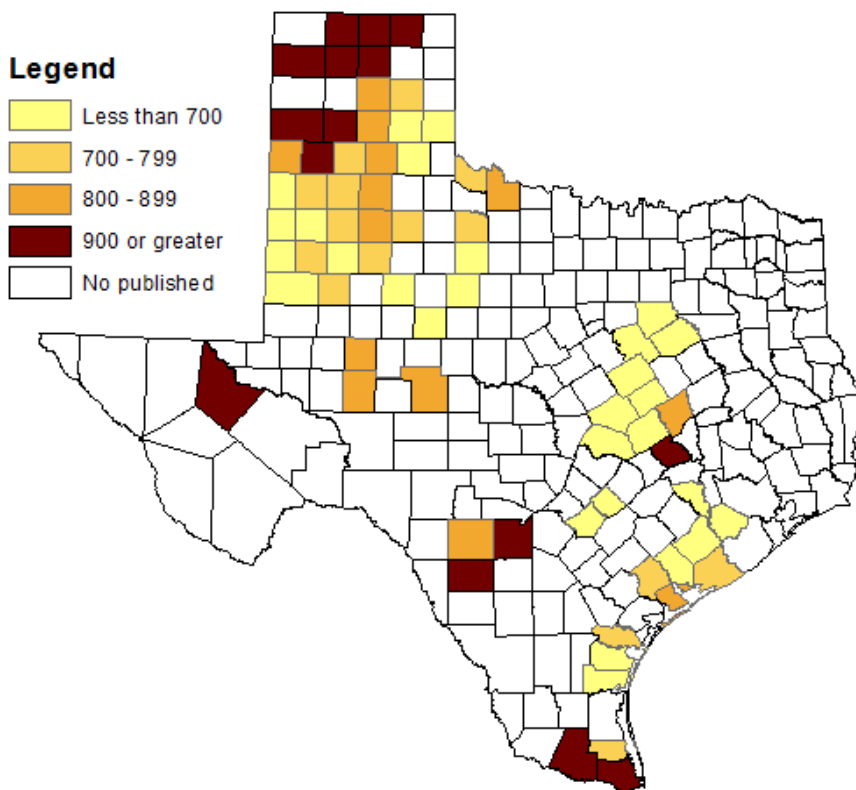 Legend
Less than 700
700 - 799
800 - 899
900 or greater
No published